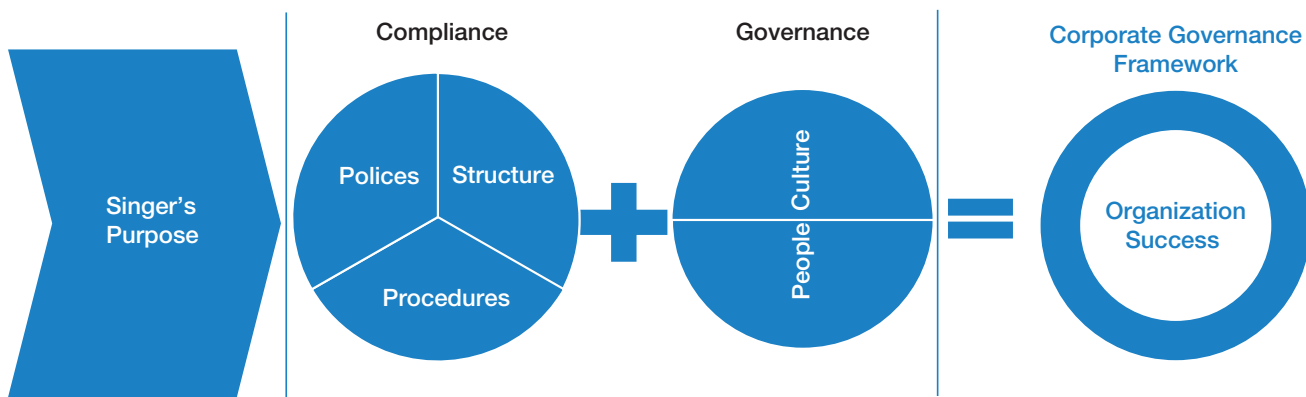 Compliance
Governance
Corporate Governance
Framework
Singer's
Purpose
Polices
Structure
Procedures
Culture
People
Organization
Success